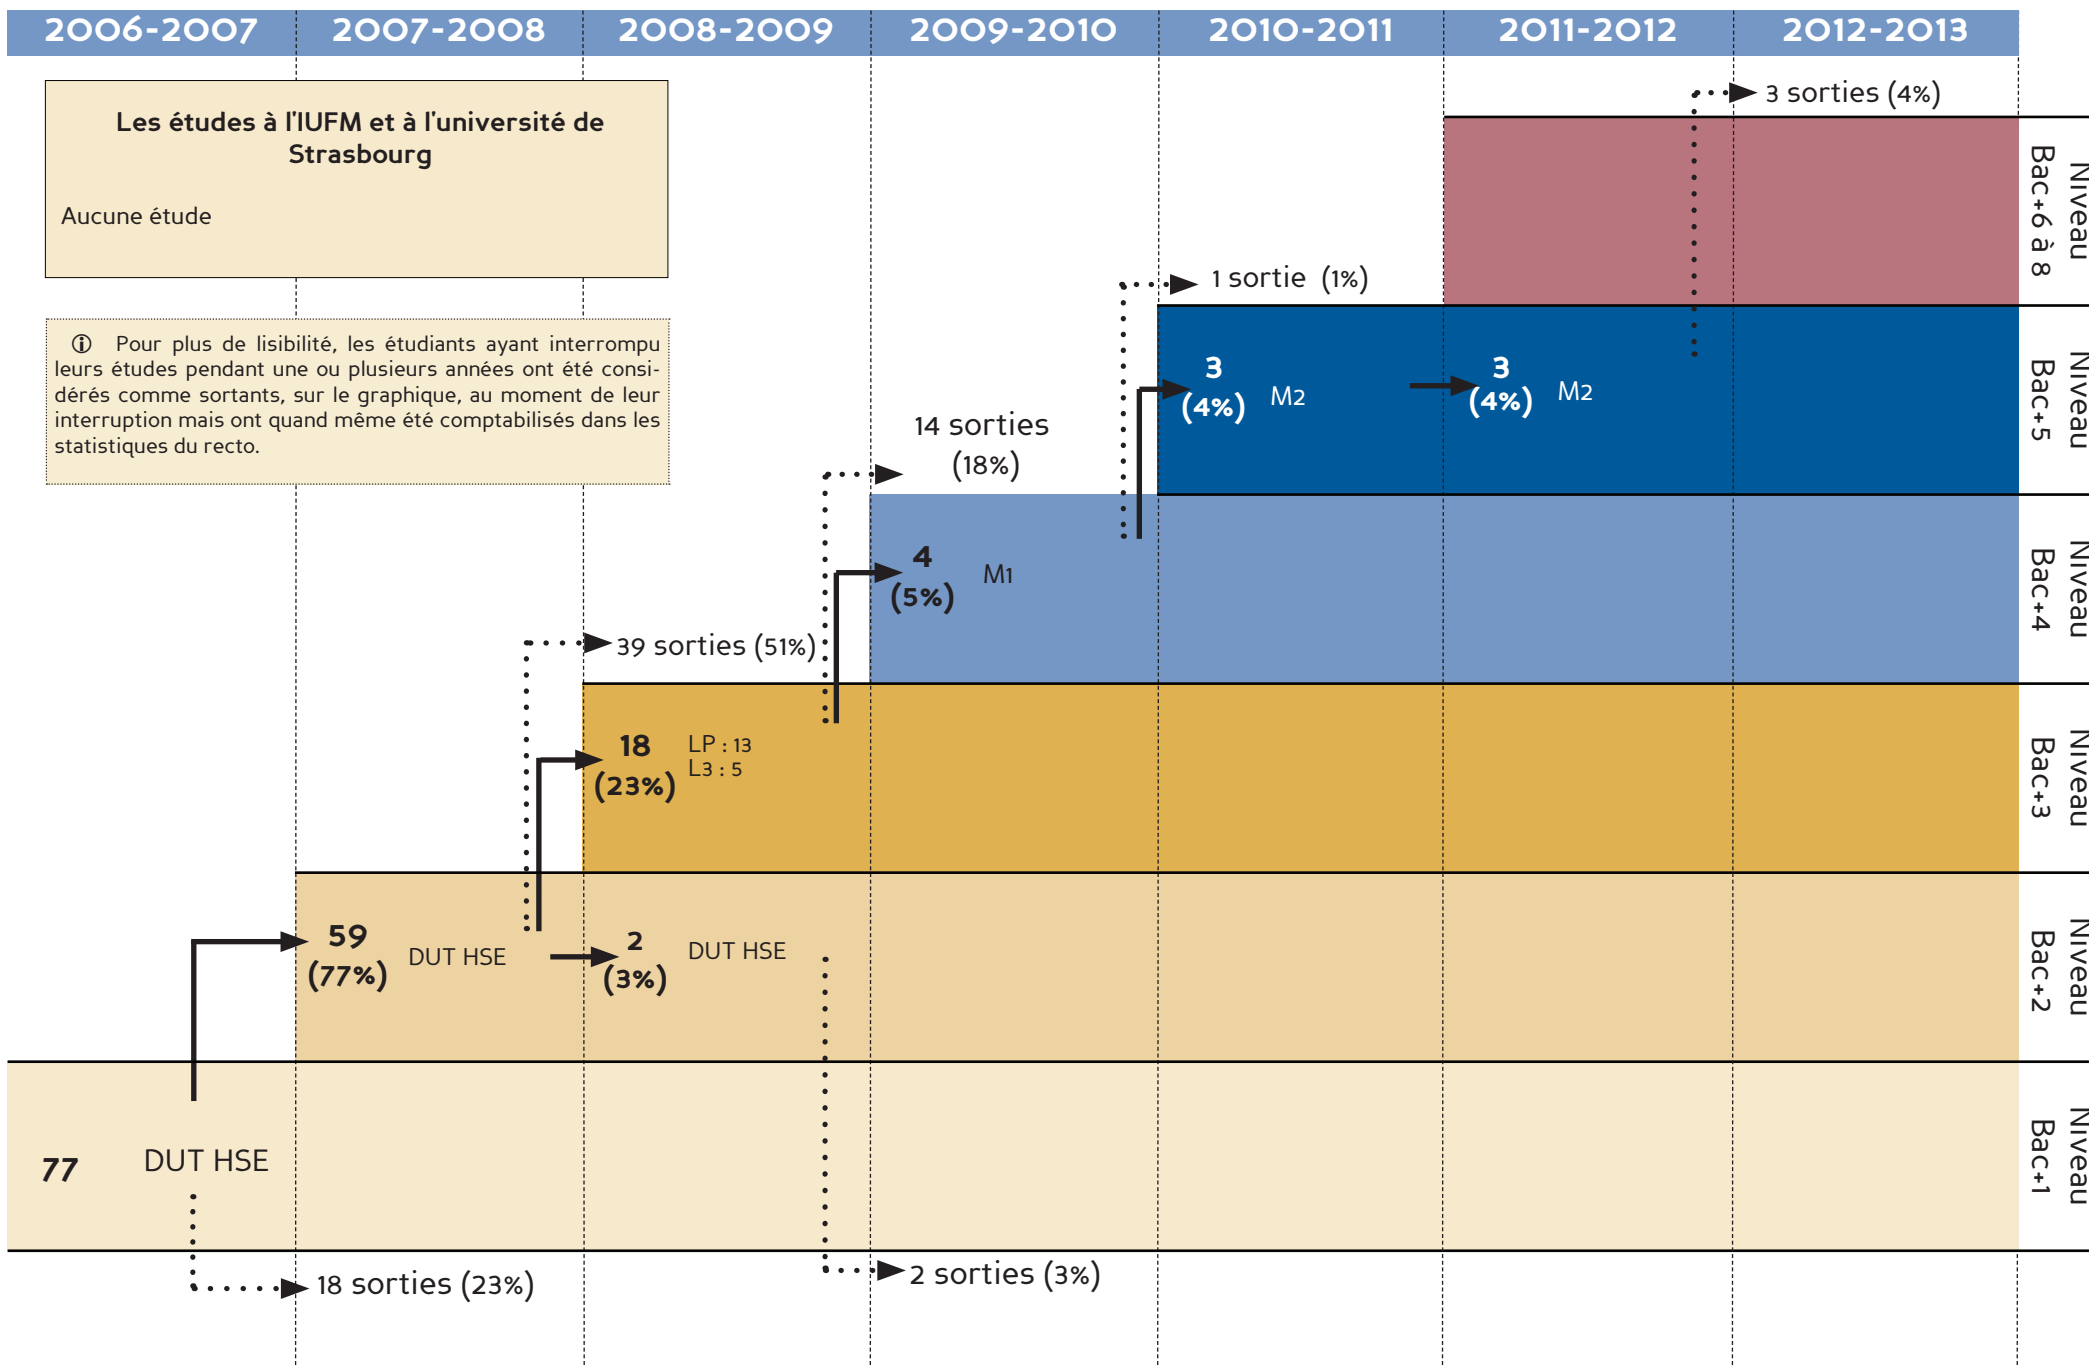 2006-2007 2007-2008 2008-2009 2009-2010 2010-2011 2011-2012 2012-2013
Les études à l'IUFM et à l'université de
Strasbourg
Aucune étude
🛈 Pour plus de lisibilité, les étudiants ayant interrompu
leurs études pendant une ou plusieurs années ont été consi-
dérés comme sortants, sur le graphique, au moment de leur
interruption mais ont quand même été comptabilisés dans les
statistiques du recto.
3 sorties (4%)
Niveau
Bac+6 à 8
1 sortie (1%)
3
(4%)
M2
3
(4%)
M2
Niveau
Bac+5
14 sorties
(18%)
4
(5%)
M1
Niveau
Bac+4
39 sorties (51%)
18
(23%)
LP : 13
L3 : 5
Niveau
Bac+3
59
(77%)
DUT HSE
2
(3%)
DUT HSE
Niveau
Bac+2
77
DUT HSE
Niveau
Bac+1
18 sorties (23%)
2 sorties (3%)